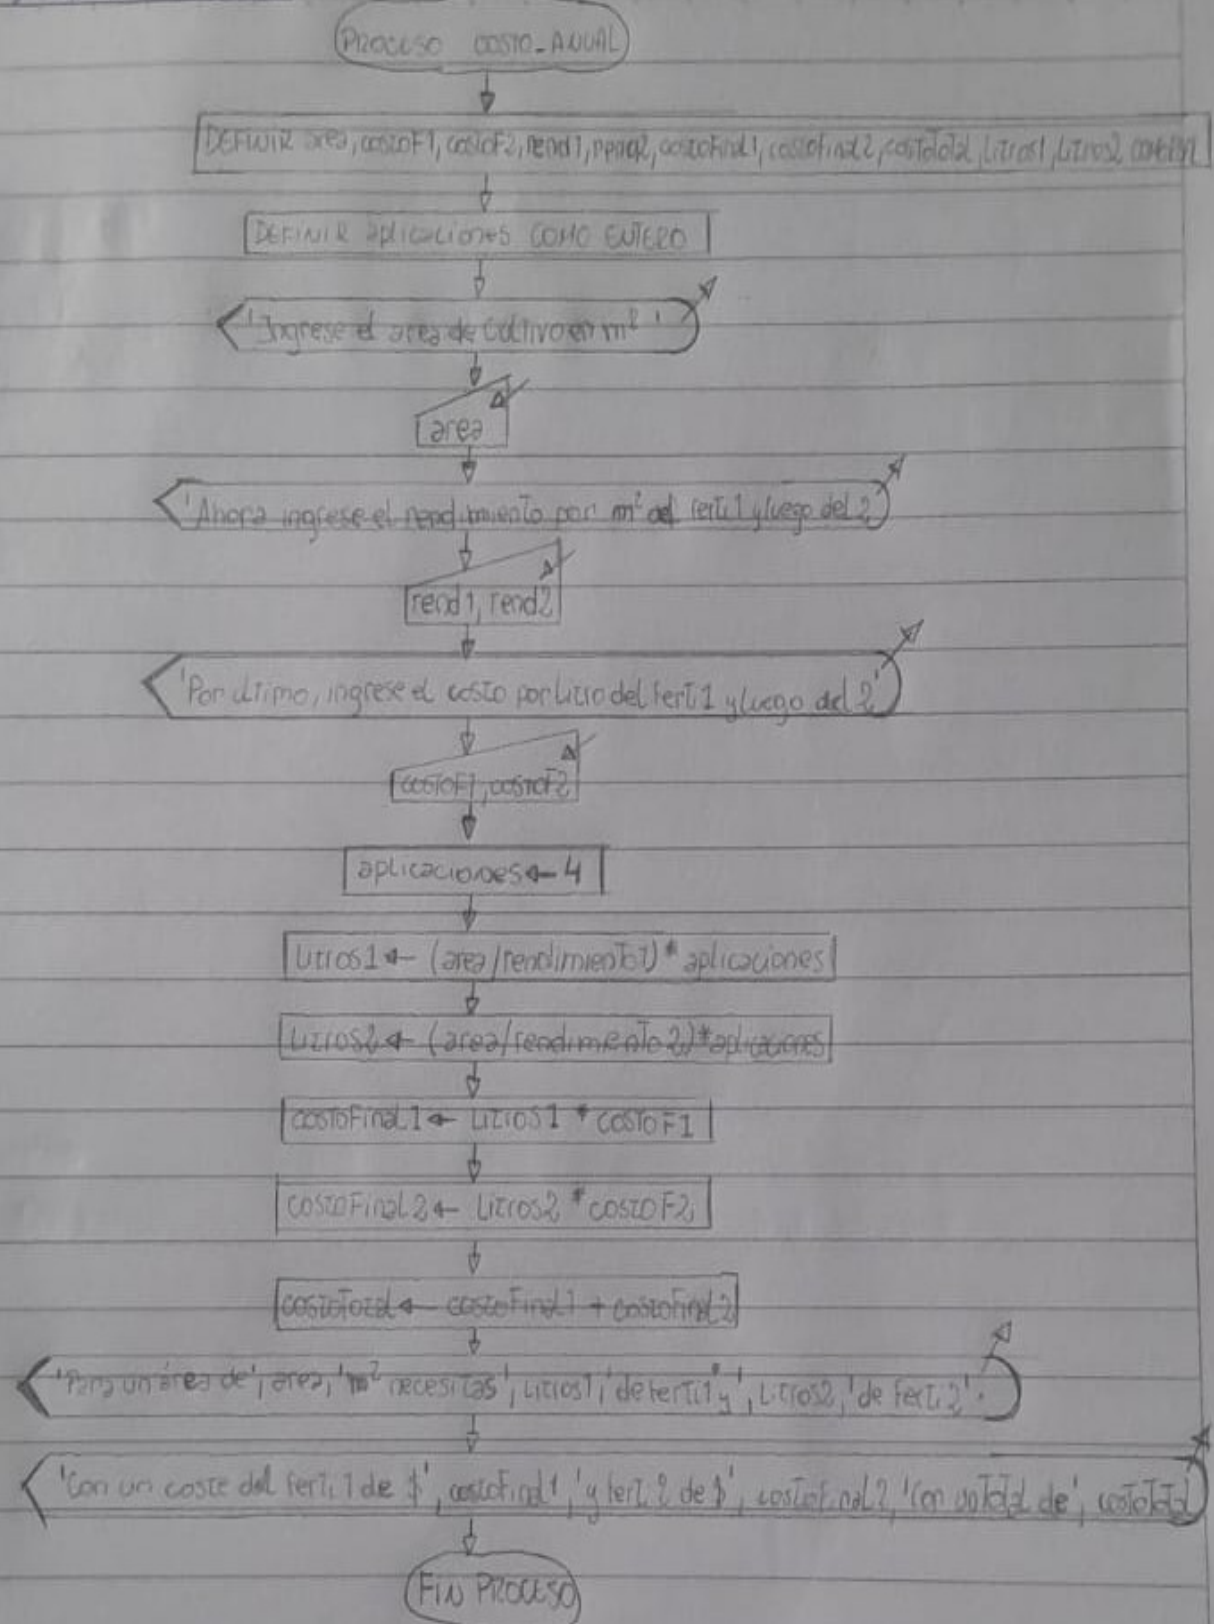 PROCESO COSTO_ANUAL
DEFINIR area, costoF1, costoF2, rend1, rend2, costoFinal1, costoFinal2, costoTotal, Litros1, Litros2
DEFINIR aplicaciones COMO ENTERO
'Ingrese el area de cultivo en m²'
area
'Ahora ingrese el rendimiento por m² del ferti 1 y luego del 2'
rend1, rend2
'Por último, ingrese el costo por litro del ferti 1 y luego del 2'
costoF1, costoF2
aplicaciones ← 4
Litros1 ← (area/rendimiento1) * aplicaciones
Litros2 ← (area/rendimiento2) * aplicaciones
costoFinal1 ← Litros1 * costoF1
costoFinal2 ← Litros2 * costoF2
costoTotal ← costoFinal1 + costoFinal2
'Para un área de', area, 'm² necesitas', Litros1, 'de ferti 1 y', Litros2, 'de ferti 2'.
'Con un coste del ferti 1 de $', costoFinal1, 'y ferti 2 de $', costoFinal2, 'Con un total de', costoTotal
FIN PROCESO